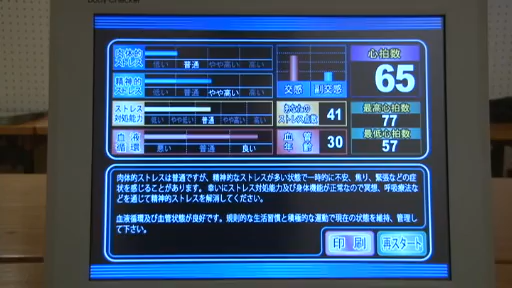 肉体的
ストレス
低い 普通 やや高い 高い
精神的
ストレス
低い 普通 やや高い 高い
ストレス
対処能力
低い やや低い 普通 やや高い 高い
血液
循環
悪い 普通 良い
交感 副交感
あなたの
ストレス点数
41
血管
年齢
30
心拍数
65
最高心拍数
77
最低心拍数
57
肉体的ストレスは普通ですが、精神的なストレスが多い状態で一時的に不安、焦り、緊張などの症
状を感じることがあります。幸いにストレス対処能力及び身体機能が正常なので冥想、呼吸療法な
どを通じて精神的ストレスを解消してください。
血液循環及び血管状態が良好です。規則的な生活習慣と積極的な運動で現在の状態を維持、管理し
て下さい。
印刷 再スタート